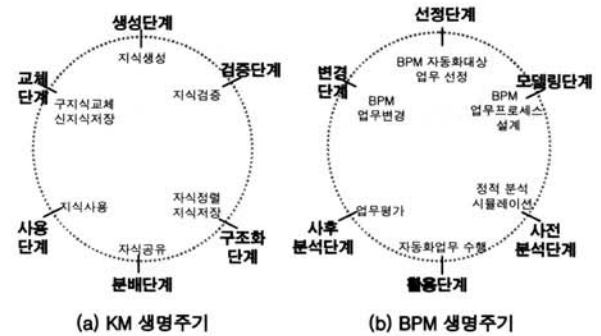 생성단계
지식생성
검증단계
지식검증
교체
단계
구지식교체
신지식저장
지식사용
사용
단계
자식정렬
지식저장
구조화
단계
자식공유
분배단계
(a) KM 생명주기
선정단계
BPM 자동화대상
업무 선정
변경
단계
BPM
업무변경
모델링단계
BPM
업무프로세스
설계
정적 분석
시뮬레이션
사전
분석단계
업무평가
사후
분석단계
자동화업무 수행
활용단계
(b) BPM 생명주기